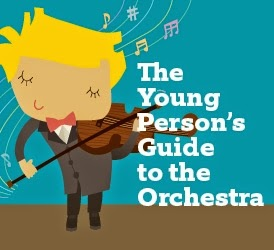 The
Young
Person's
Guide
to the
Orchestra